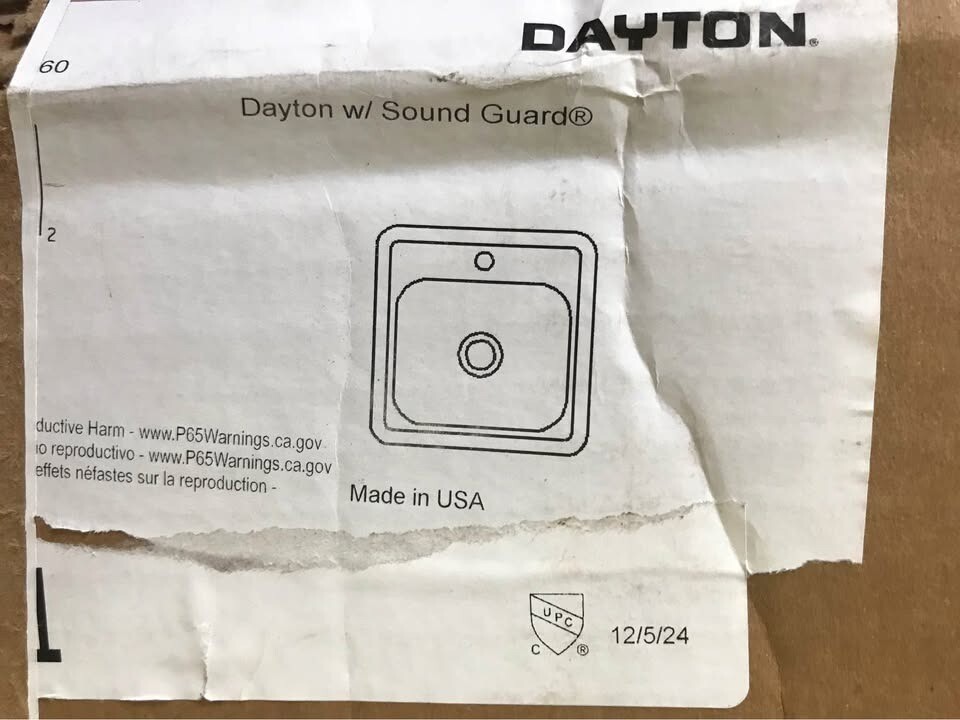 DAYTON®
60
Dayton w/ Sound Guard®
2
ductive Harm - www.P65Warnings.ca.gov
reproductivo - www.P65Warnings.ca.gov
effets néfastes sur la reproduction -
Made in USA
UPC
C ®
12/5/24